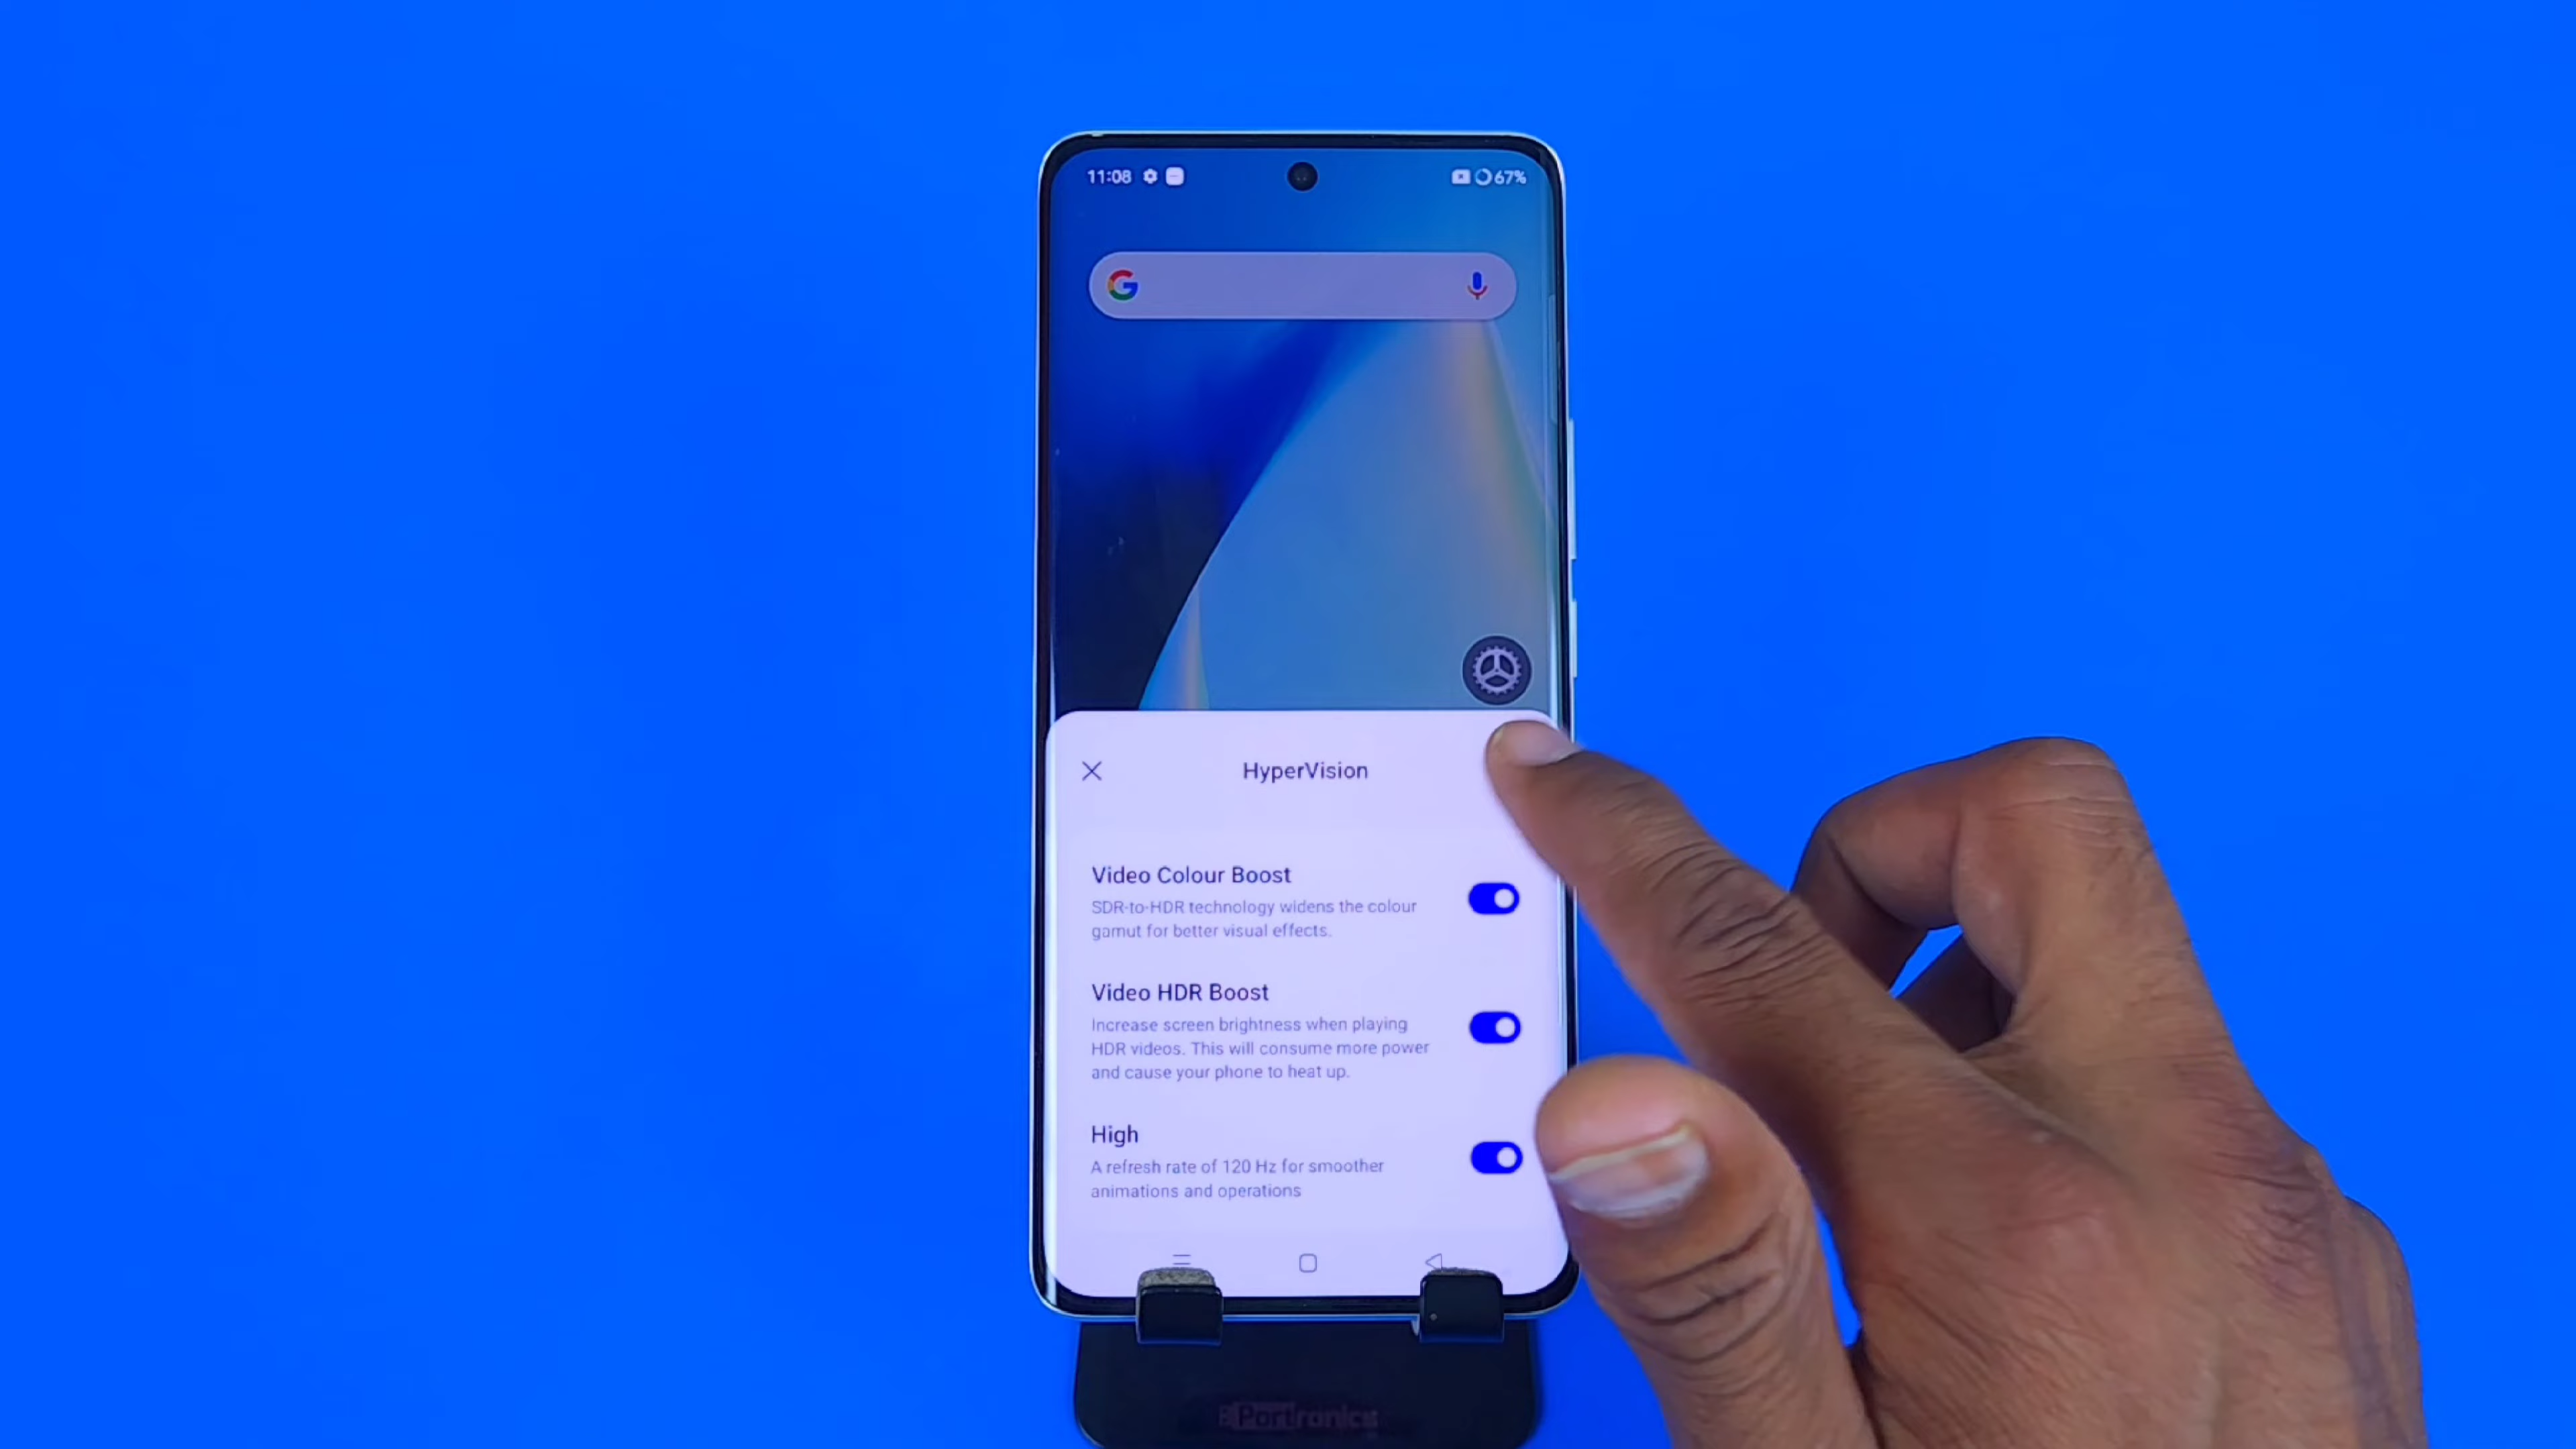 11:08
67%
G
HyperVision
Video Colour Boost
SDR-to-HDR technology widens the colour
gamut for better visual effects.
Video HDR Boost
Increase screen brightness when playing
HDR videos. This will consume more power
and cause your phone to heat up.
High
A refresh rate of 120 Hz for smoother
animations and operations
Portronics